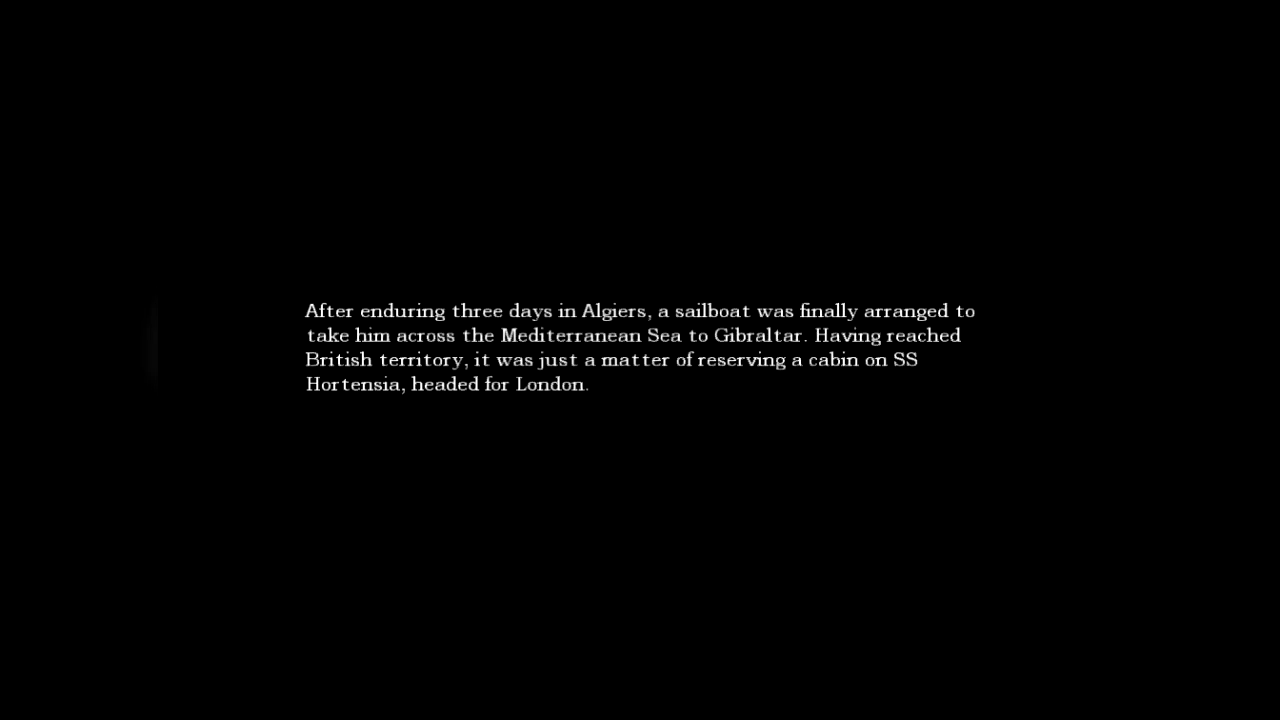 After enduring three days in Algiers, a sailboat was finally arranged to
take him across the Mediterranean Sea to Gibraltar. Having reached
British territory, it was just a matter of reserving a cabin on SS
Hortensia, headed for London.